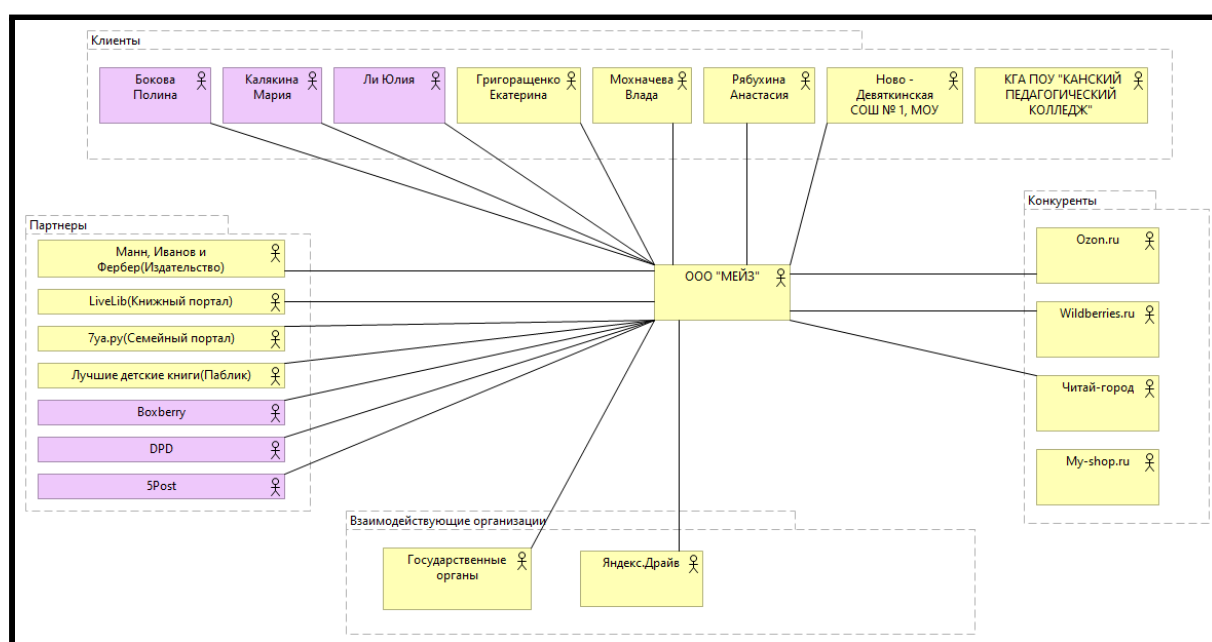 Клиенты
Бокова
Полина
Калякина
Мария
Ли Юлия
Григоращенко
Екатерина
Мохначева
Влада
Рябухина
Анастасия
Ново -
Девяткинская
СОШ № 1, МОУ
КГА ПОУ "КАНСКИЙ
ПЕДАГОГИЧЕСКИЙ
КОЛЛЕДЖ"
Партнеры
Манн, Иванов и
Фербер(Издательство)
LiveLib(Книжный портал)
7уа.ру(Семейный портал)
Лучшие детские книги(Паблик)
Boxberry
DPD
5Post
ООО "МЕЙЗ"
Конкуренты
Ozon.ru
Wildberries.ru
Читай-город
My-shop.ru
Взаимодействующие организации
Государственные
органы
Яндекс.Драйв